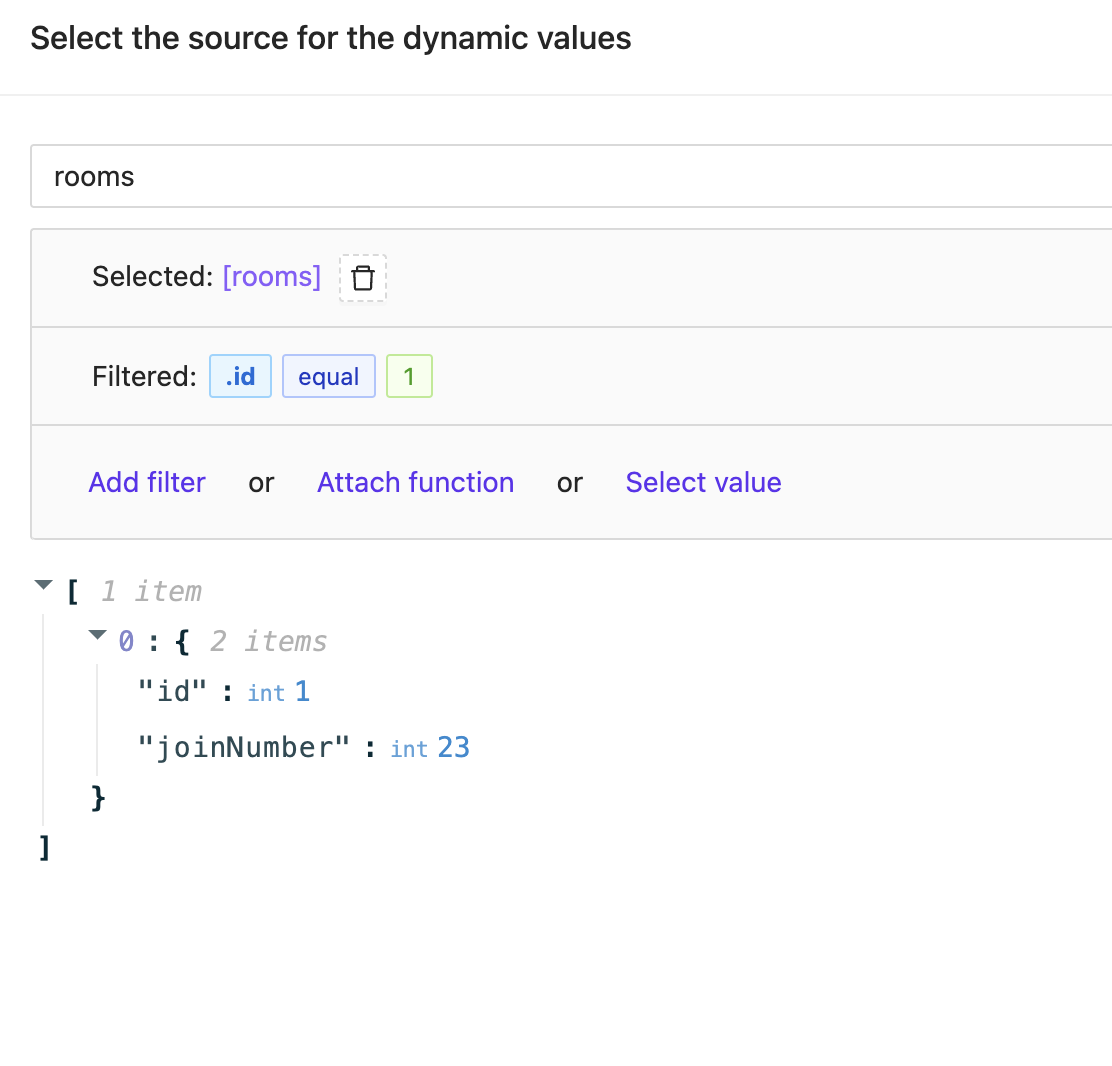 Select the source for the dynamic values
rooms
Selected: [rooms]
Filtered: .id equal 1
Add filter or Attach function or Select value
[ 1 item
0 : { 2 items
"id" : int 1
"joinNumber" : int 23
}
]